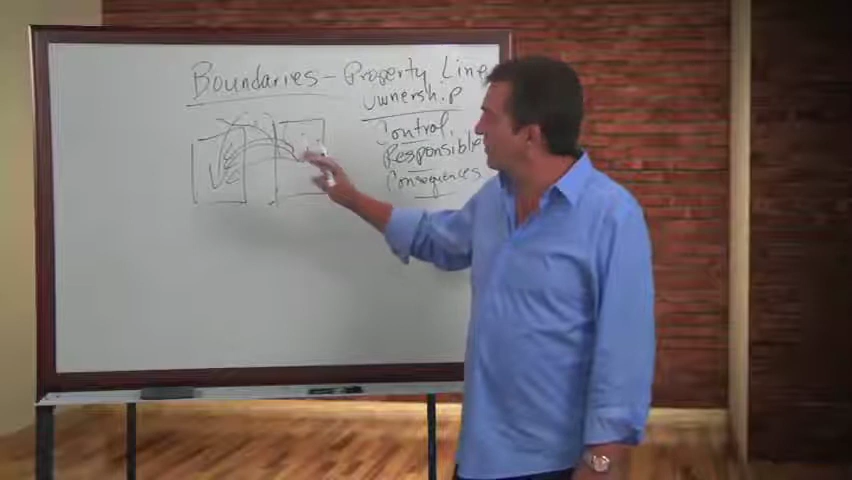 Boundaries - Property Line
Ownership
Control,
Responsible
Consequences